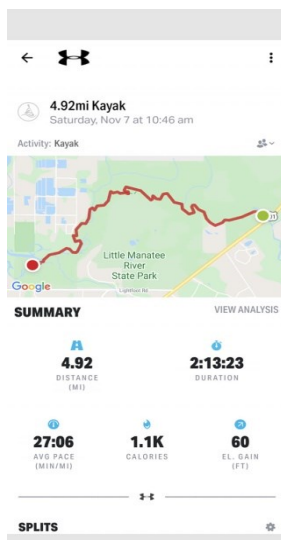 4.92mi Kayak
Saturday, Nov 7 at 10:46 am
Activity: Kayak
Little Manatee
River
State Park
Lightfoot Rd
Google
SUMMARY
VIEW ANALYSIS
4.92
2:13:23
DISTANCE
(MI)
DURATION
27:06
1.1K
60
AVG PACE
(MIN/MI)
CALORIES
EL. GAIN
(FT)
SPLITS